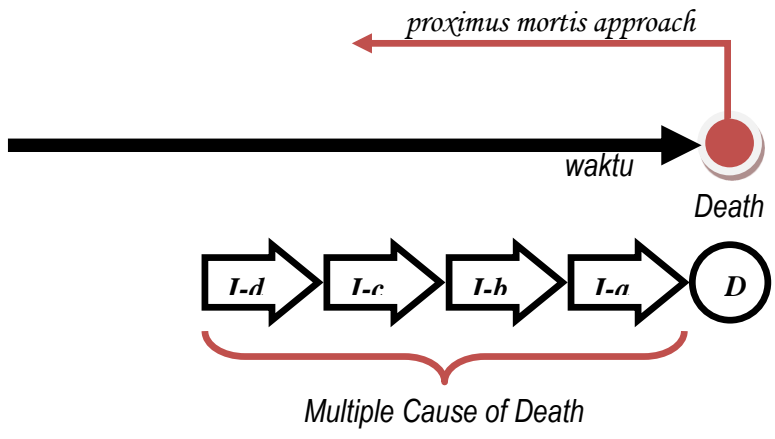 proximus mortis approach
waktu
Death
I-d I-c I-b I-a D
Multiple Cause of Death